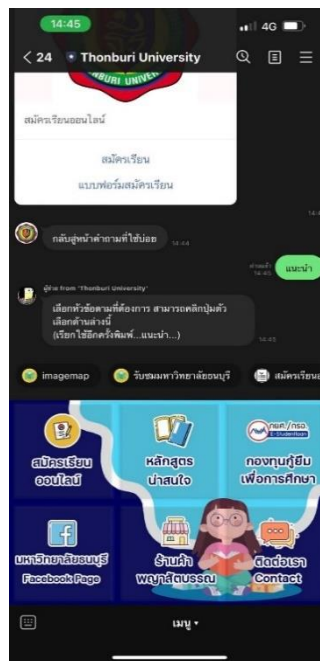 14:45
4G
24
Thonburi University
สมัครเรียนออนไลน์
สมัครเรียน
แบบฟอร์มสมัครเรียน
กลับสู่หน้าคำถามที่ใช้บ่อย
14:44
14:45
แนะนำ
from "Thonburi University"
เลือกหัวข้อตามที่ต้องการ สามารถคลิกปุ่มตัว
เลือกด้านล่างนี้
(เรียกใช้อีกครั้งพิมพ์...แนะนำ...)
14:45
imagemap
รับชมมหาวิทยาลัยธนบุรี
สมัครเรียนอ
สมัครเรียน
ออนไลน์
หลักสูตร
น่าสนใจ
กยศ./กรอ.
E-Studentloan
กองทุนกู้ยืม
เพื่อการศึกษา
มหาวิทยาลัยธนบุรี
Facebook Page
ร้านค้า
พญาสัตบรรณ
ติดต่อเรา
Contact
เมนู